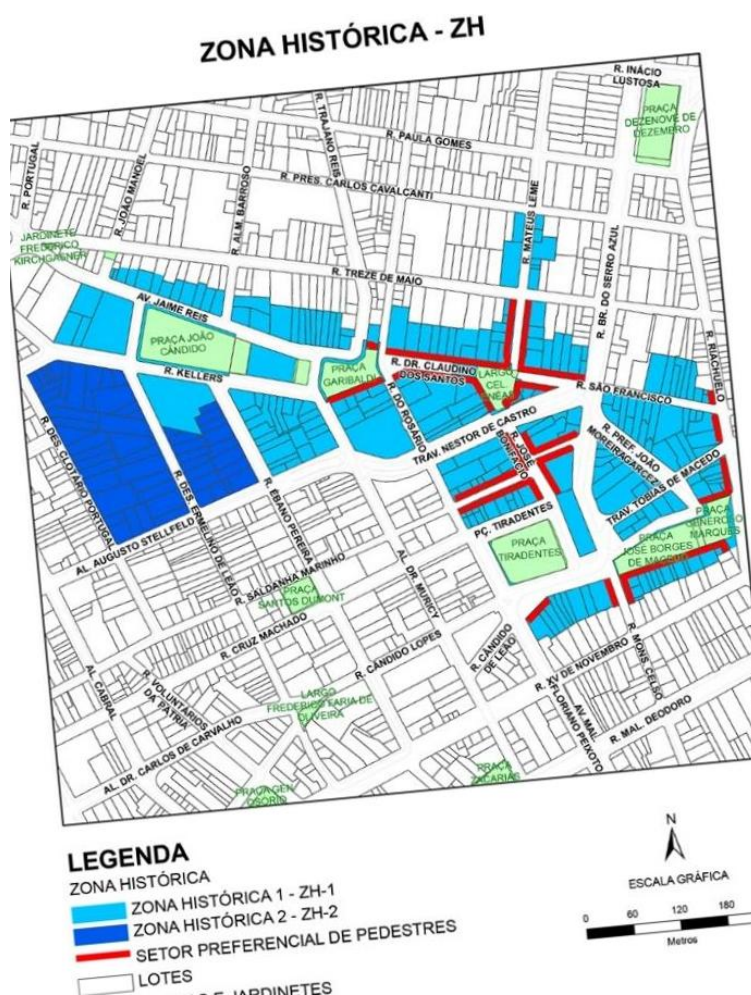 ZONA HISTÓRICA - ZH
R. INÁCIO
LUSTOSA
PRAÇA
DEZENOVE DE
DEZEMBRO
R. TRAJANO REIS
R. PAULA GOMES
R. PORTUGAL
R. JOÃO MANOEL
R. ALM. BARROSO
R. PRES. CARLOS CAVALCANTI
R. MATEUS LEME
R. BR. DO SERRO AZUL
JARDINETE
FREDERICO
KIRCHGASNER
R. TREZE DE MAIO
AV. JAIME REIS
PRAÇA JOÃO
CÂNDIDO
R. KELLERS
PRAÇA
GARIBALDI
R. DR. CLAUDINO
DOS SANTOS
LARGO
CEL
ENÉAS
R. RIACHUELO
R. SÃO FRANCISCO
R. DO ROSÁRIO
TRAV. NESTOR DE CASTRO
R. JOSÉ
BONIFÁCIO
R. PREF. JOÃO
MOREIRAGARCEZ
TRAV. TOBIAS DE MACEDO
R. DES. CLOTÁRIO PORTUGAL
R. DES. ERMELINO DE LEÃO
R. ÉBANO PEREIRA
AL. AUGUSTO STELLFELD
PÇ. TIRADENTES
PRAÇA
TIRADENTES
PRAÇA
GENEROSO
MARQUES
PRAÇA
JOSÉ BORGES
DE MACEDO
R. SALDANHA MARINHO
PRAÇA
SANTOS DUMONT
AL. DR. MURICY
R. CRUZ MACHADO
R. CÂNDIDO LOPES
R. CÂNDIDO
DE LEÃO
R. XV DE NOVEMBRO
R. MONS. CELSO
AL. CABRAL
R. VOLUNTÁRIOS
DA PÁTRIA
LARGO
FREDERICO FARIA DE
OLIVEIRA
AV. MAL.
FLORIANO PEIXOTO
R. MAL. DEODORO
AL. DR. CARLOS DE CARVALHO
PRAÇA GEN.
OSÓRIO
PRAÇA
ZACARIAS
LEGENDA
ZONA HISTÓRICA
ZONA HISTÓRICA 1 - ZH-1
ZONA HISTÓRICA 2 - ZH-2
SETOR PREFERENCIAL DE PEDESTRES
LOTES
E JARDINETES
N
ESCALA GRÁFICA
0 60 120 180
Metros